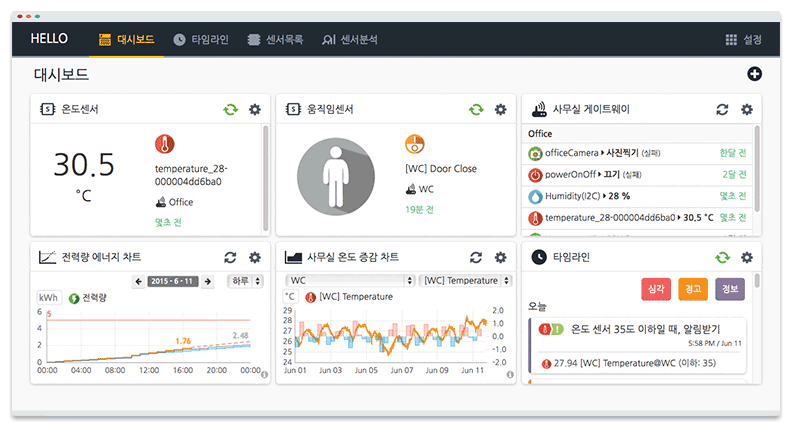 HELLO 대시보드 타임라인 센서목록 센서분석 설정
대시보드
온도센서
30.5
°C
temperature_28-
000004dd6ba0
Office
몇초 전
움직임센서
[WC] Door Close
WC
19분 전
사무실 게이트웨이
Office
officeCamera 사진찍기 (실패) 한달 전
powerOnOff 끄기 (실패) 2달 전
Humidity(I2C) 28 % 몇초 전
temperature_28-000004dd6ba0 30.5 °C 몇초 전
전력량 에너지 차트
2015 - 6 - 11 하루
kWh 전력량
6
5
4
2
0
1.76
2.48
00:00 04:00 08:00 12:00 16:00 20:00 00:00
사무실 온도 증감 차트
WC [WC] Temperature
°C [WC] Temperature
29
28
27
26
25
24
2.0
1.0
0.0
-1.0
-2.0
Jun 01 Jun 03 Jun 05 Jun 07 Jun 09 Jun 11
타임라인
심각 경고 정보
오늘
온도 센서 35도 이하일 때, 알림받기
5:58 PM / Jun 11
27.94 [WC] Temperature@WC (이하: 35)